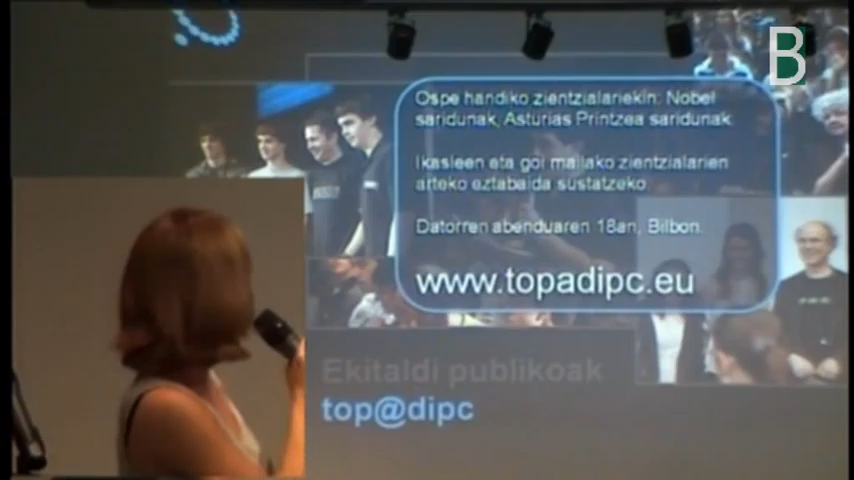 B
Ospe handiko zientzialariekin: Nobel
saridunak, Asturias Printzea saridunak.
Ikasleen eta goi mailako zientzialarien
arteko eztabaida sustatzeko.
Datorren abenduaren 18an, Bilbon.
www.topadipc.eu
Ekitaldi publikoak
top@dipc